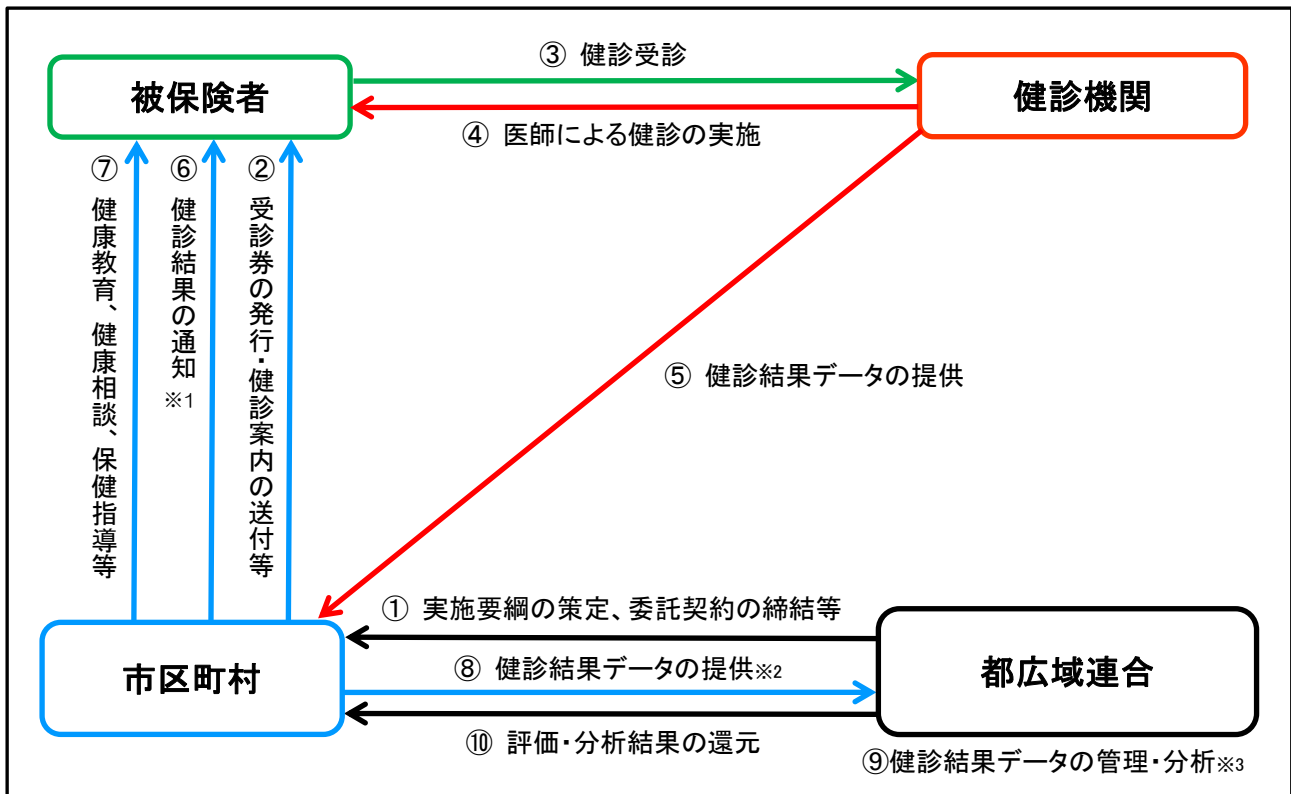 ③ 健診受診
被保険者
健診機関
④ 医師による健診の実施
⑦ 健康教育、健康相談、保健指導等
⑥ 健診結果の通知 ※1
② 受診券の発行・健診案内の送付等
⑤ 健診結果データの提供
① 実施要綱の策定、委託契約の締結等
市区町村
⑧ 健診結果データの提供※2
都広域連合
⑩ 評価・分析結果の還元
⑨健診結果データの管理・分析※3